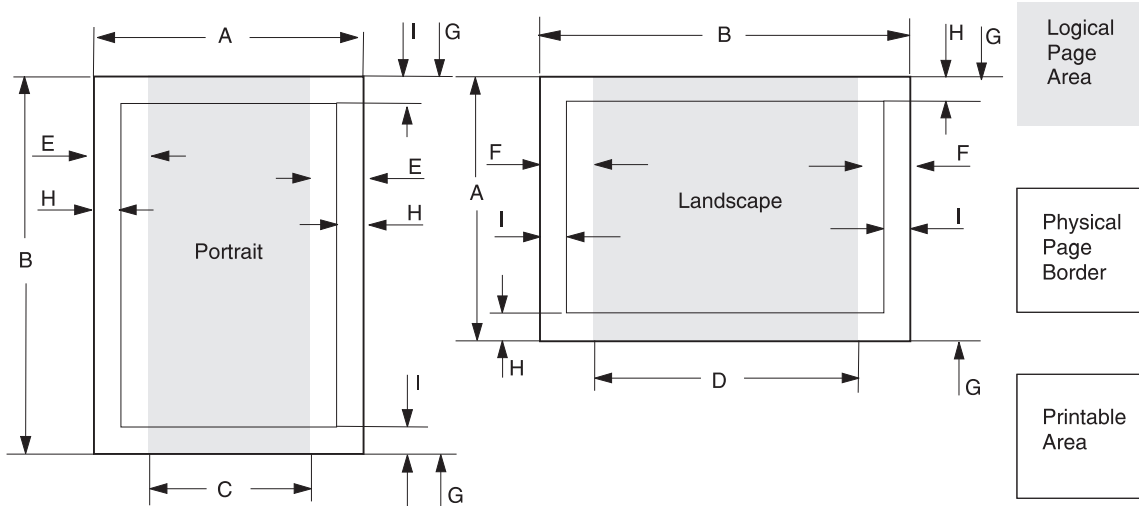 A
I
G
E
E
H
H
Portrait
B
I
C
G
B
H
G
F
F
A
Landscape
I
I
H
D
G
Logical
Page
Area
Physical
Page
Border
Printable
Area